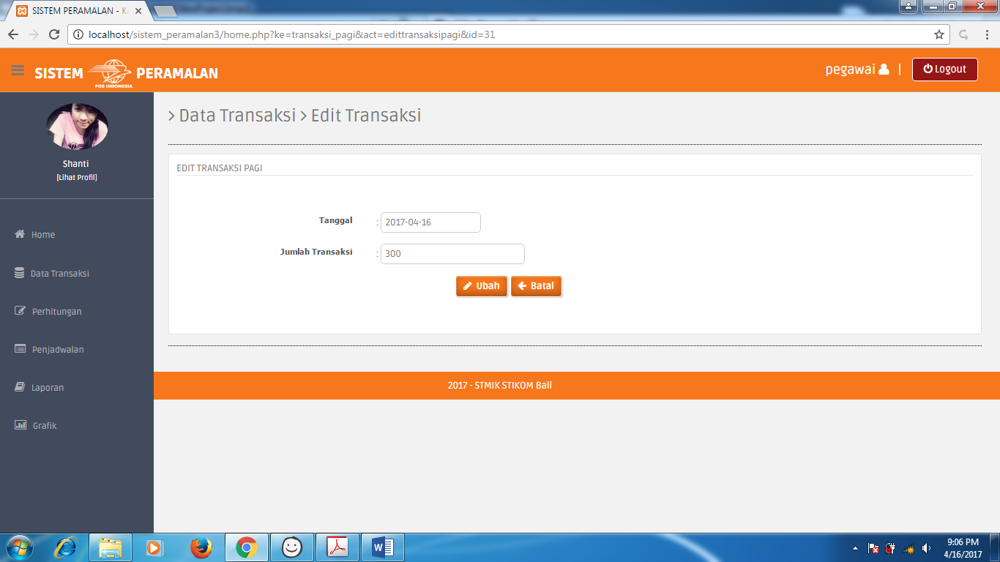 SISTEM PERAMALAN - K
localhost/sistem_peramalan3/home.php?ke=transaksi_pagi&act=edittransaksipagi&id=31
SISTEM POS INDONESIA PERAMALAN
pegawai | Logout
Shanti
[Lihat Profil]
Home
Data Transaksi
Perhitungan
Penjadwalan
Laporan
Grafik
> Data Transaksi > Edit Transaksi
EDIT TRANSAKSI PAGI
Tanggal : 2017-04-16
Jumlah Transaksi : 300
Ubah Batal
2017 - STMIK STIKOM Bali
9:06 PM
4/16/2017